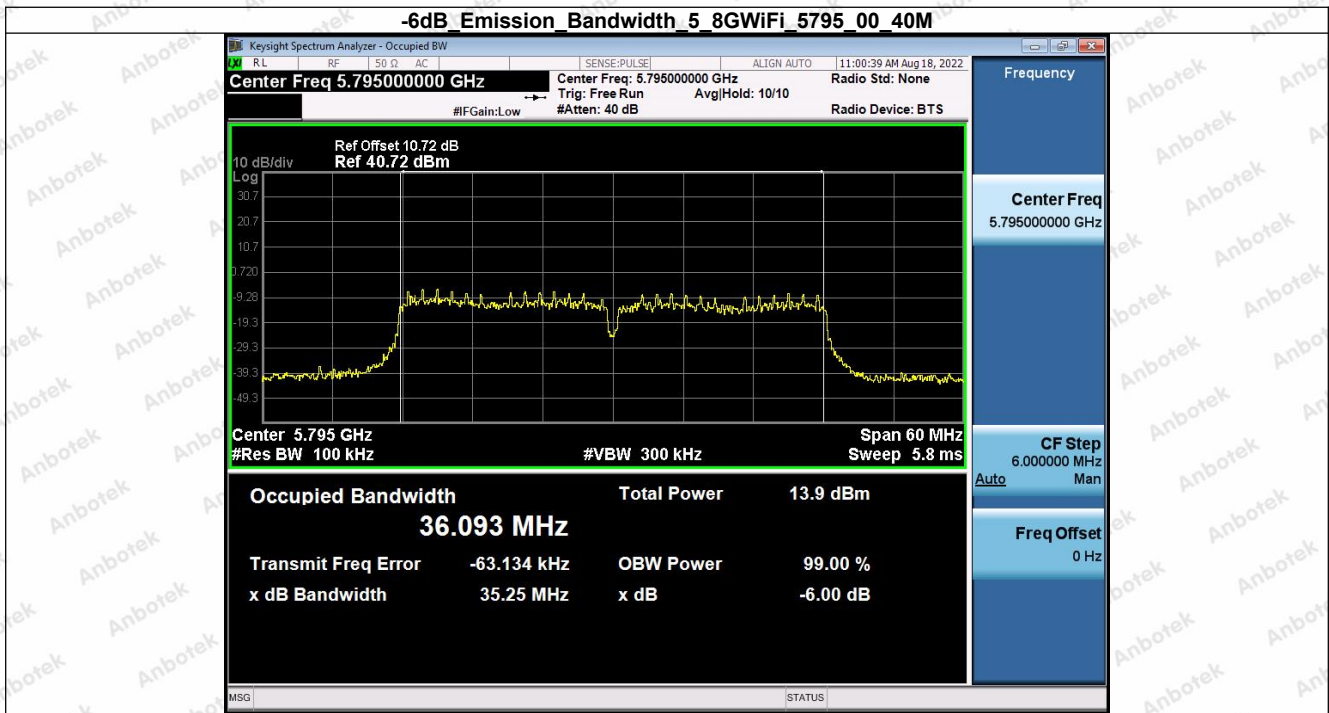 -6dB_Emission_Bandwidth_5_8GWiFi_5795_00_40M
Keysight Spectrum Analyzer - Occupied BW
LXI RL RF 50 Ω AC SENSE:PULSE ALIGN AUTO 11:00:39 AM Aug 18, 2022
Center Freq 5.795000000 GHz
Center Freq: 5.795000000 GHz Radio Std: None
Trig: Free Run Avg|Hold: 10/10
#IFGain:Low #Atten: 40 dB Radio Device: BTS
Ref Offset 10.72 dB
10 dB/div Ref 40.72 dBm
Log
30.7
20.7
10.7
0.720
-9.28
-19.3
-29.3
-39.3
-49.3
Center 5.795 GHz Span 60 MHz
#Res BW 100 kHz #VBW 300 kHz Sweep 5.8 ms
Occupied Bandwidth Total Power 13.9 dBm
36.093 MHz
Transmit Freq Error -63.134 kHz OBW Power 99.00 %
x dB Bandwidth 35.25 MHz x dB -6.00 dB
MSG STATUS
Frequency
Center Freq
5.795000000 GHz
CF Step
6.000000 MHz
Auto Man
Freq Offset
0 Hz
Anbotek